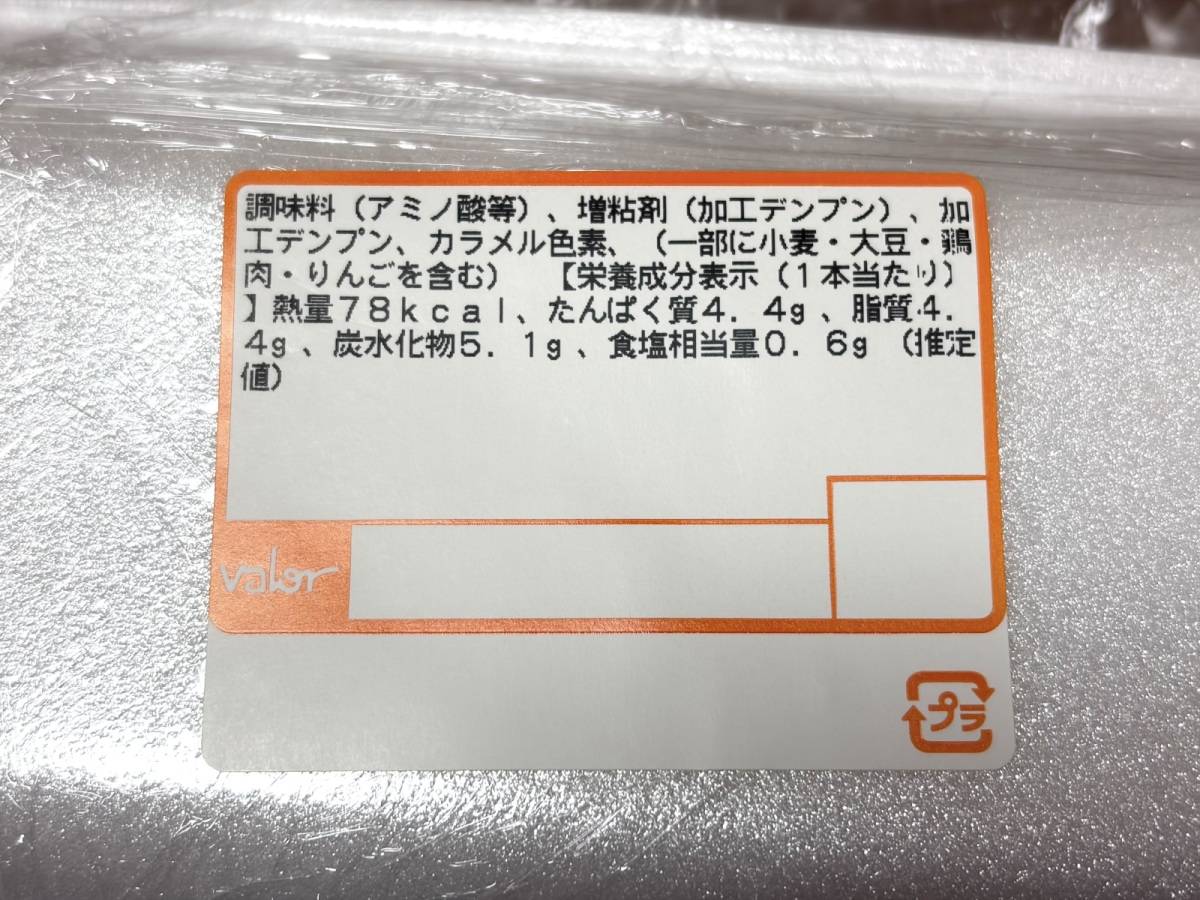 調味料（アミノ酸等）、増粘剤（加工デンプン）、加
工デンプン、カラメル色素、（一部に小麦・大豆・鶏
肉・りんごを含む）　【栄養成分表示（１本当たり）
】熱量７８ｋｃａｌ、たんぱく質４．４g、脂質４．
４g、炭水化物５．１g、食塩相当量０．６g（推定
値）
valor
プラ